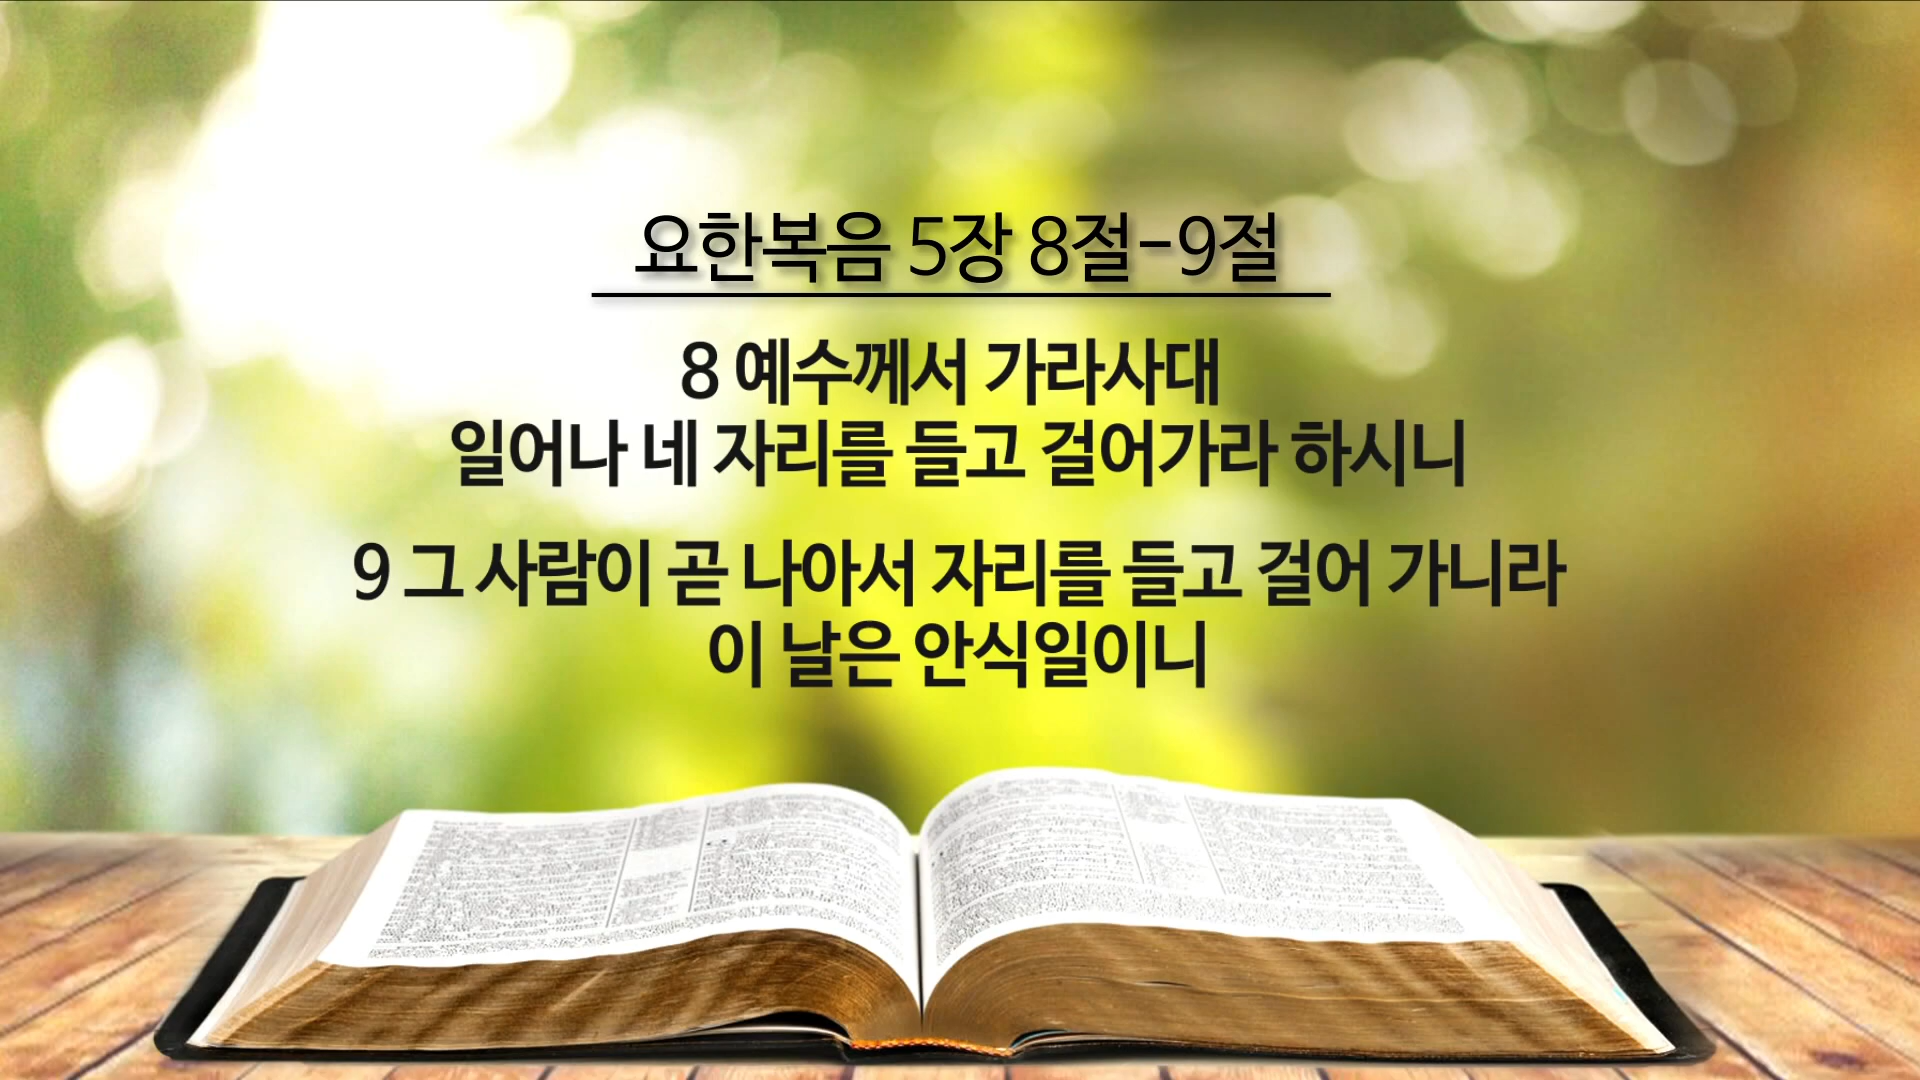 요한복음 5장 8절-9절
8 예수께서 가라사대
일어나 네 자리를 들고 걸어가라 하시니
9 그 사람이 곧 나아서 자리를 들고 걸어 가니라
이 날은 안식일이니